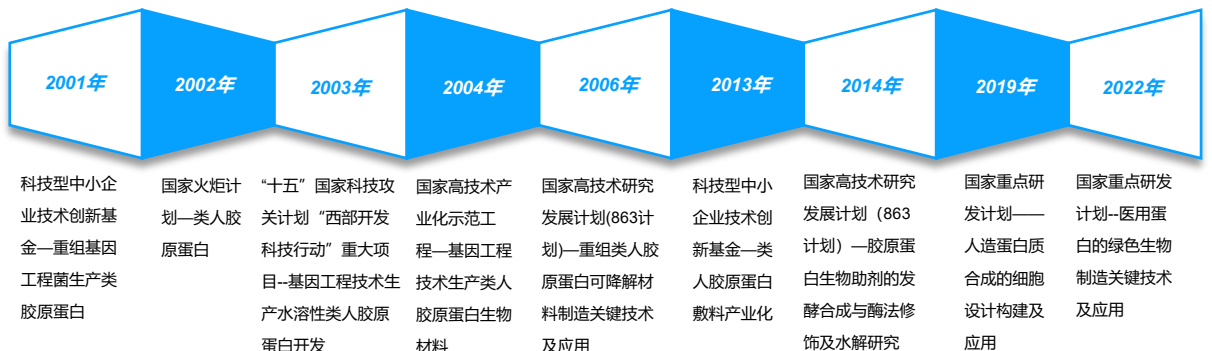 2001年
2002年
2003年
2004年
2006年
2013年
2014年
2019年
2022年
科技型中小企
业技术创新基
金—重组基因
工程菌生产类
胶原蛋白
国家火炬计
划—类人胶
原蛋白
“十五”国家科技攻
关计划“西部开发
科技行动”重大项
目--基因工程技术生
产水溶性类人胶原
蛋白开发
国家高技术产
业化示范工
程—基因工程
技术生产类人
胶原蛋白生物
材料
国家高技术研究
发展计划(863计
划)—重组类人胶
原蛋白可降解材
料制造关键技术
及应用
科技型中小
企业技术创
新基金—类
人胶原蛋白
敷料产业化
国家高技术研究
发展计划（863
计划）—胶原蛋
白生物助剂的发
酵合成与酶法修
饰及水解研究
国家重点研
发计划——
人造蛋白质
合成的细胞
设计构建及
应用
国家重点研发
计划--医用蛋
白的绿色生物
制造关键技术
及应用